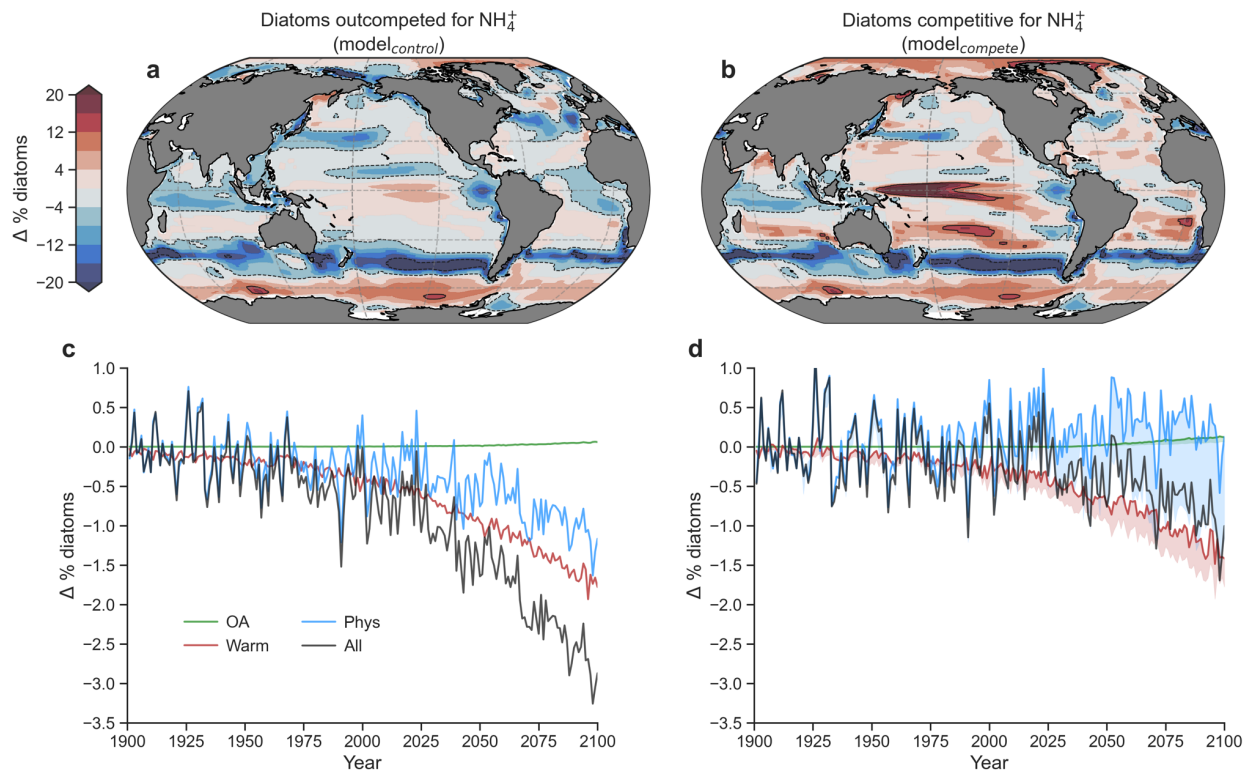 Diatoms outcompeted for NH₄⁺
(model_control)
Diatoms competitive for NH₄⁺
(model_compete)
a
b
Δ % diatoms
20
12
4
−4
−12
−20
c
Δ % diatoms
1.0
0.5
0.0
−0.5
−1.0
−1.5
−2.0
−2.5
−3.0
−3.5
OA
Phys
Warm
All
1900 1925 1950 1975 2000 2025 2050 2075 2100
Year
d
Δ % diatoms
1.0
0.5
0.0
−0.5
−1.0
−1.5
−2.0
−2.5
−3.0
−3.5
1900 1925 1950 1975 2000 2025 2050 2075 2100
Year